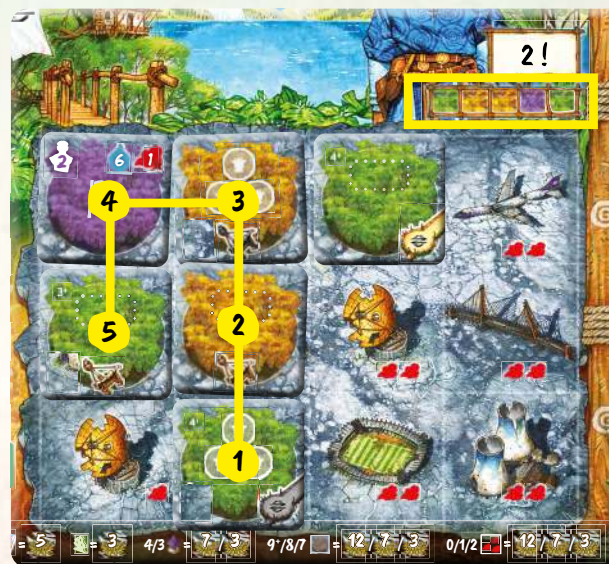 2!
2 6 1
4 3
5 2
1
= 5 = 3 4/3 = 7 / 3 9+/8/7 = 12 / 7 / 3 0/1/2 = 12 / 7 / 3